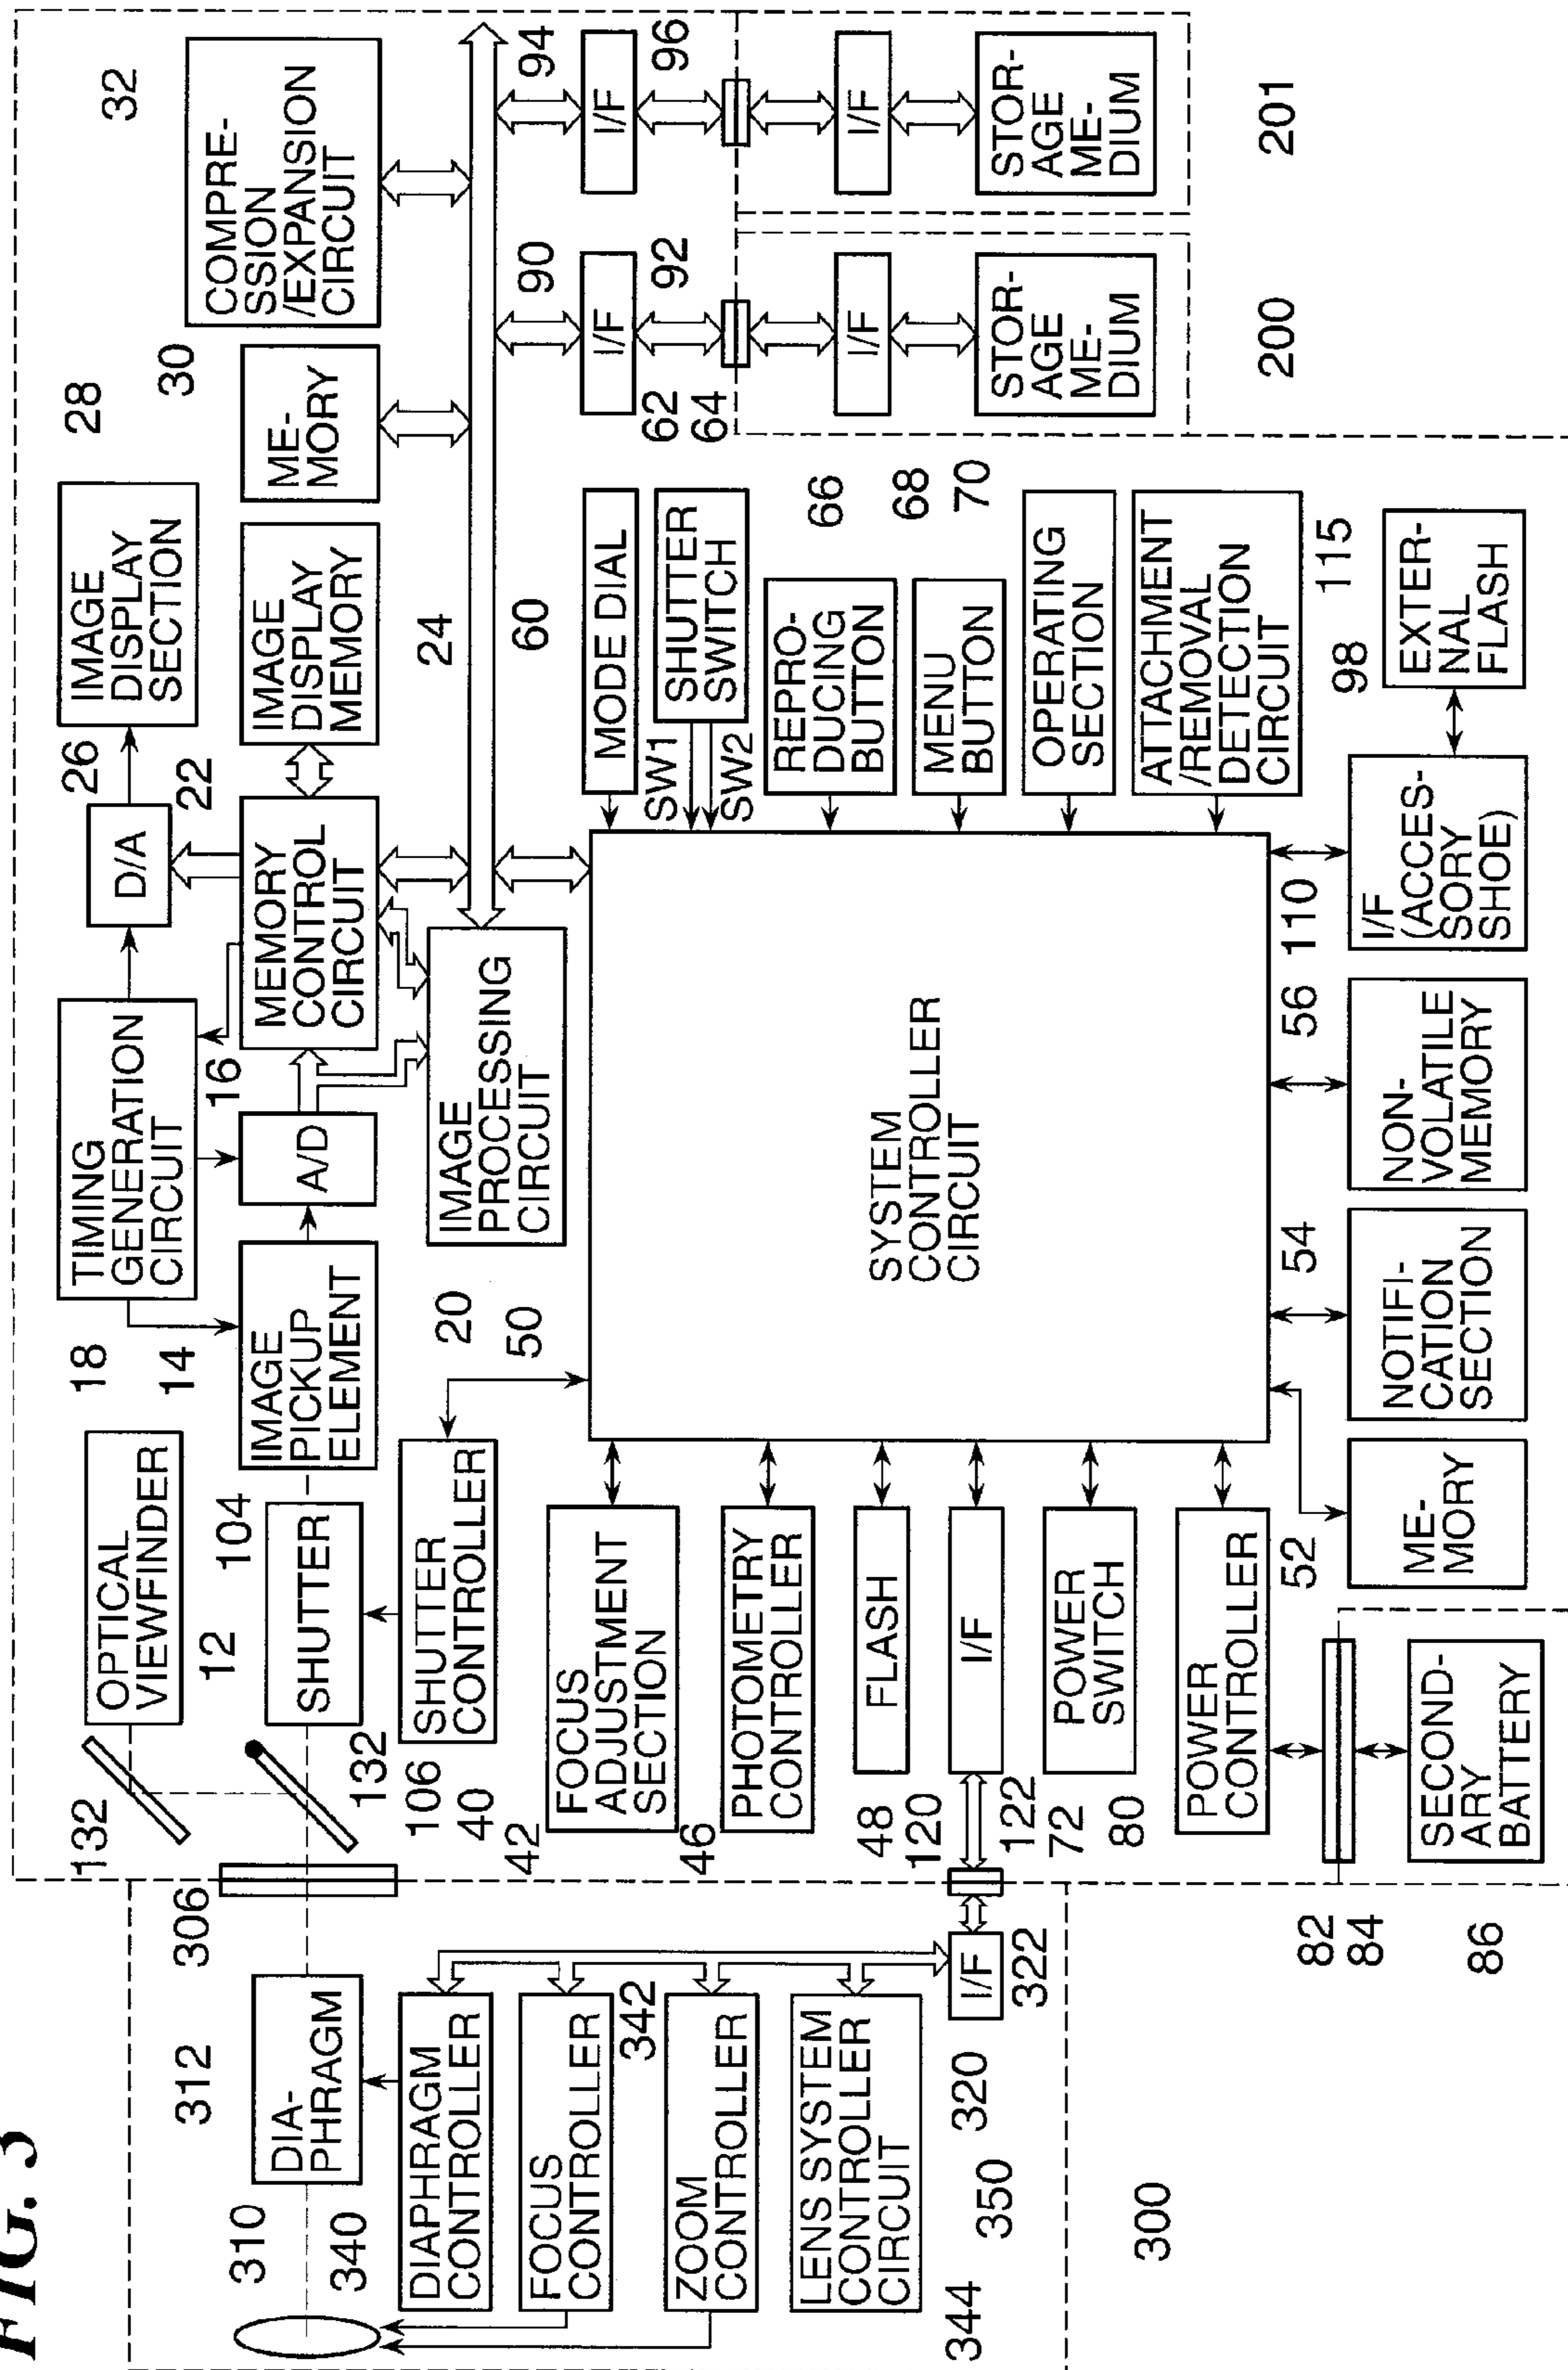 FIG. 3
18
14
OPTICAL
VIEWFINDER
132
12
104
SHUTTER
132
306
312
DIA-
PHRAGM
310
340
TIMING
GENERATION
CIRCUIT
16
26
D/A
22
IMAGE
DISPLAY
SECTION
28
30
32
IMAGE
PICKUP
ELEMENT
A/D
MEMORY
CONTROL
CIRCUIT
IMAGE
DISPLAY
MEMORY
ME-
MORY
COMPRE-
SSION
/EXPANSION
CIRCUIT
DIAPHRAGM
CONTROLLER
106
40
SHUTTER
CONTROLLER
20
50
IMAGE
PROCESSING
CIRCUIT
24
60
90
94
FOCUS
CONTROLLER
342
42
FOCUS
ADJUSTMENT
SECTION
MODE DIAL
I/F
I/F
SW1
SW2
SHUTTER
SWITCH
62
64
92
96
ZOOM
CONTROLLER
46
PHOTOMETRY
CONTROLLER
REPRO-
DUCING
BUTTON
66
I/F
I/F
LENS SYSTEM
CONTROLLER
CIRCUIT
48
120
FLASH
SYSTEM
CONTROLLER
CIRCUIT
MENU
BUTTON
68
70
344
350
320
I/F
322
122
72
I/F
OPERATING
SECTION
STOR-
AGE
ME-
DIUM
STOR-
AGE
ME-
DIUM
80
POWER
SWITCH
ATTACHMENT
/REMOVAL
DETECTION
CIRCUIT
300
POWER
CONTROLLER
200
201
82
84
52
54
56
110
98
115
86
SECOND-
ARY
BATTERY
ME-
MORY
NOTIFI-
CATION
SECTION
NON-
VOLATILE
MEMORY
I/F
(ACCES-
SORY
SHOE)
EXTER-
NAL
FLASH